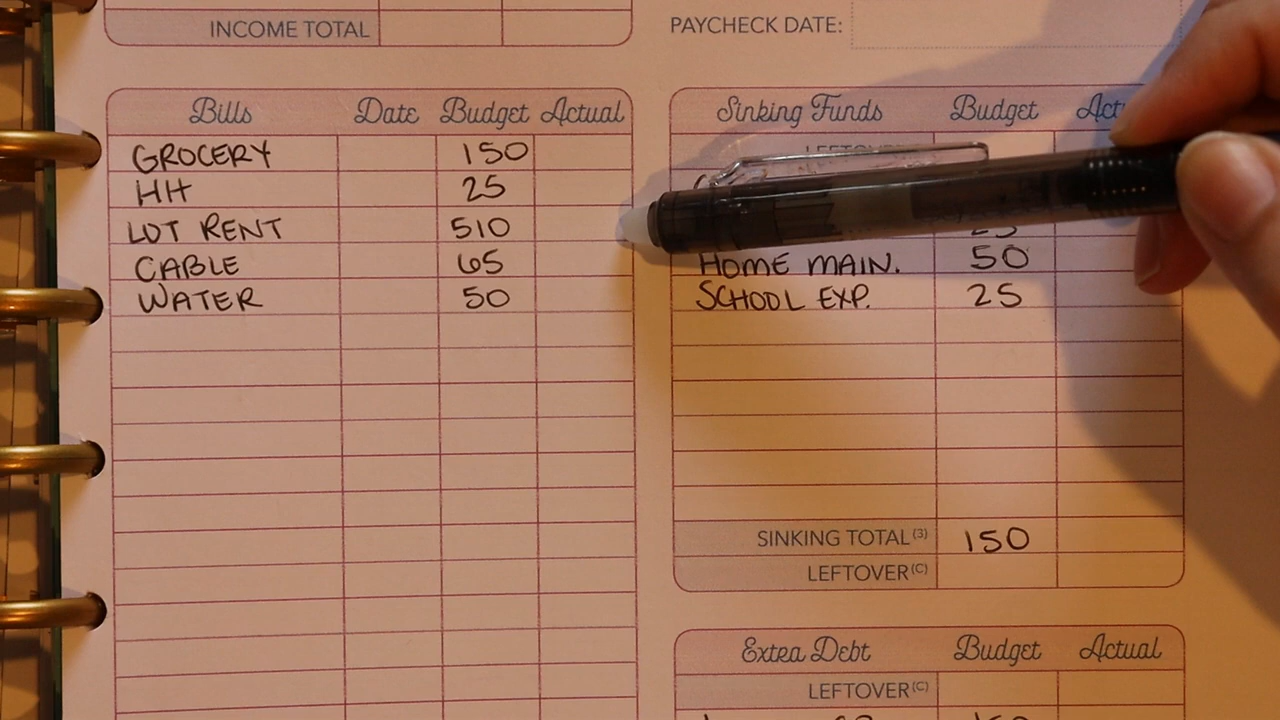 INCOME TOTAL
PAYCHECK DATE:
Bills Date Budget Actual
GROCERY 150
HH 25
LOT RENT 510
CABLE 65
WATER 50
Sinking Funds Budget
HOME MAIN. 50
SCHOOL EXP. 25
SINKING TOTAL (3) 150
LEFTOVER (C)
Extra Debt Budget Actual
LEFTOVER (C)